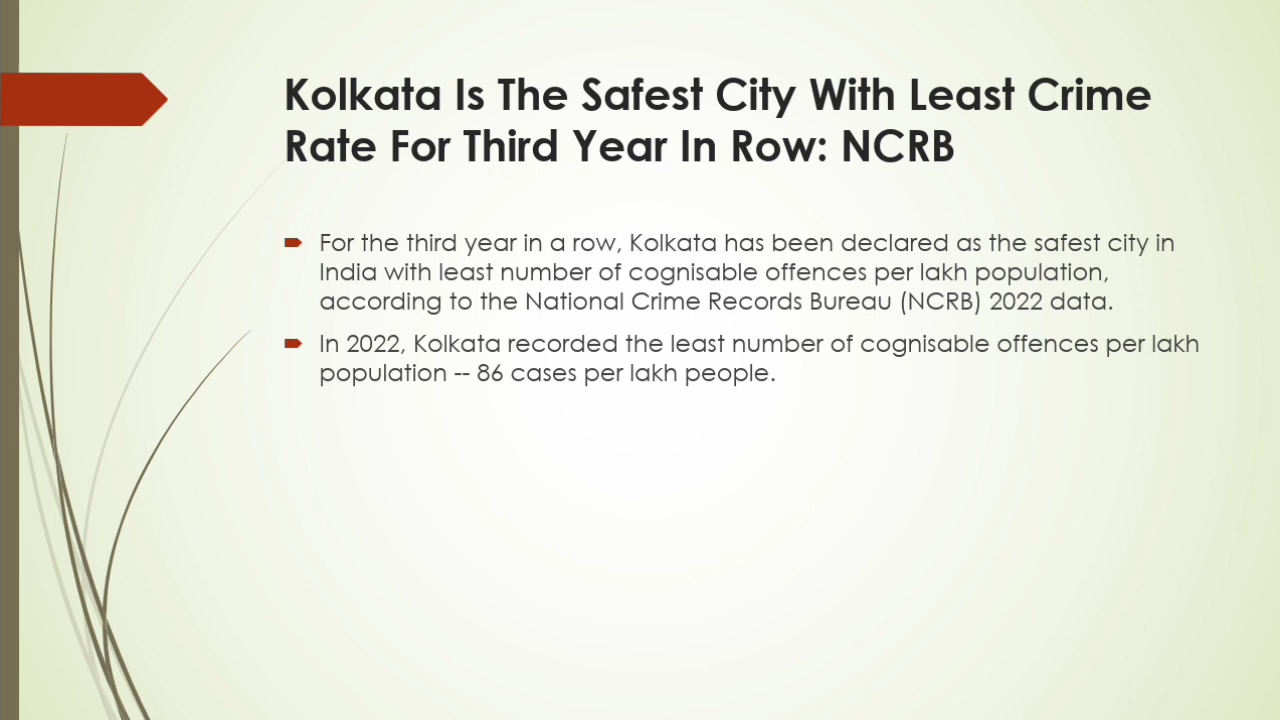 Kolkata Is The Safest City With Least Crime
Rate For Third Year In Row: NCRB
For the third year in a row, Kolkata has been declared as the safest city in
India with least number of cognisable offences per lakh population,
according to the National Crime Records Bureau (NCRB) 2022 data.
In 2022, Kolkata recorded the least number of cognisable offences per lakh
population -- 86 cases per lakh people.